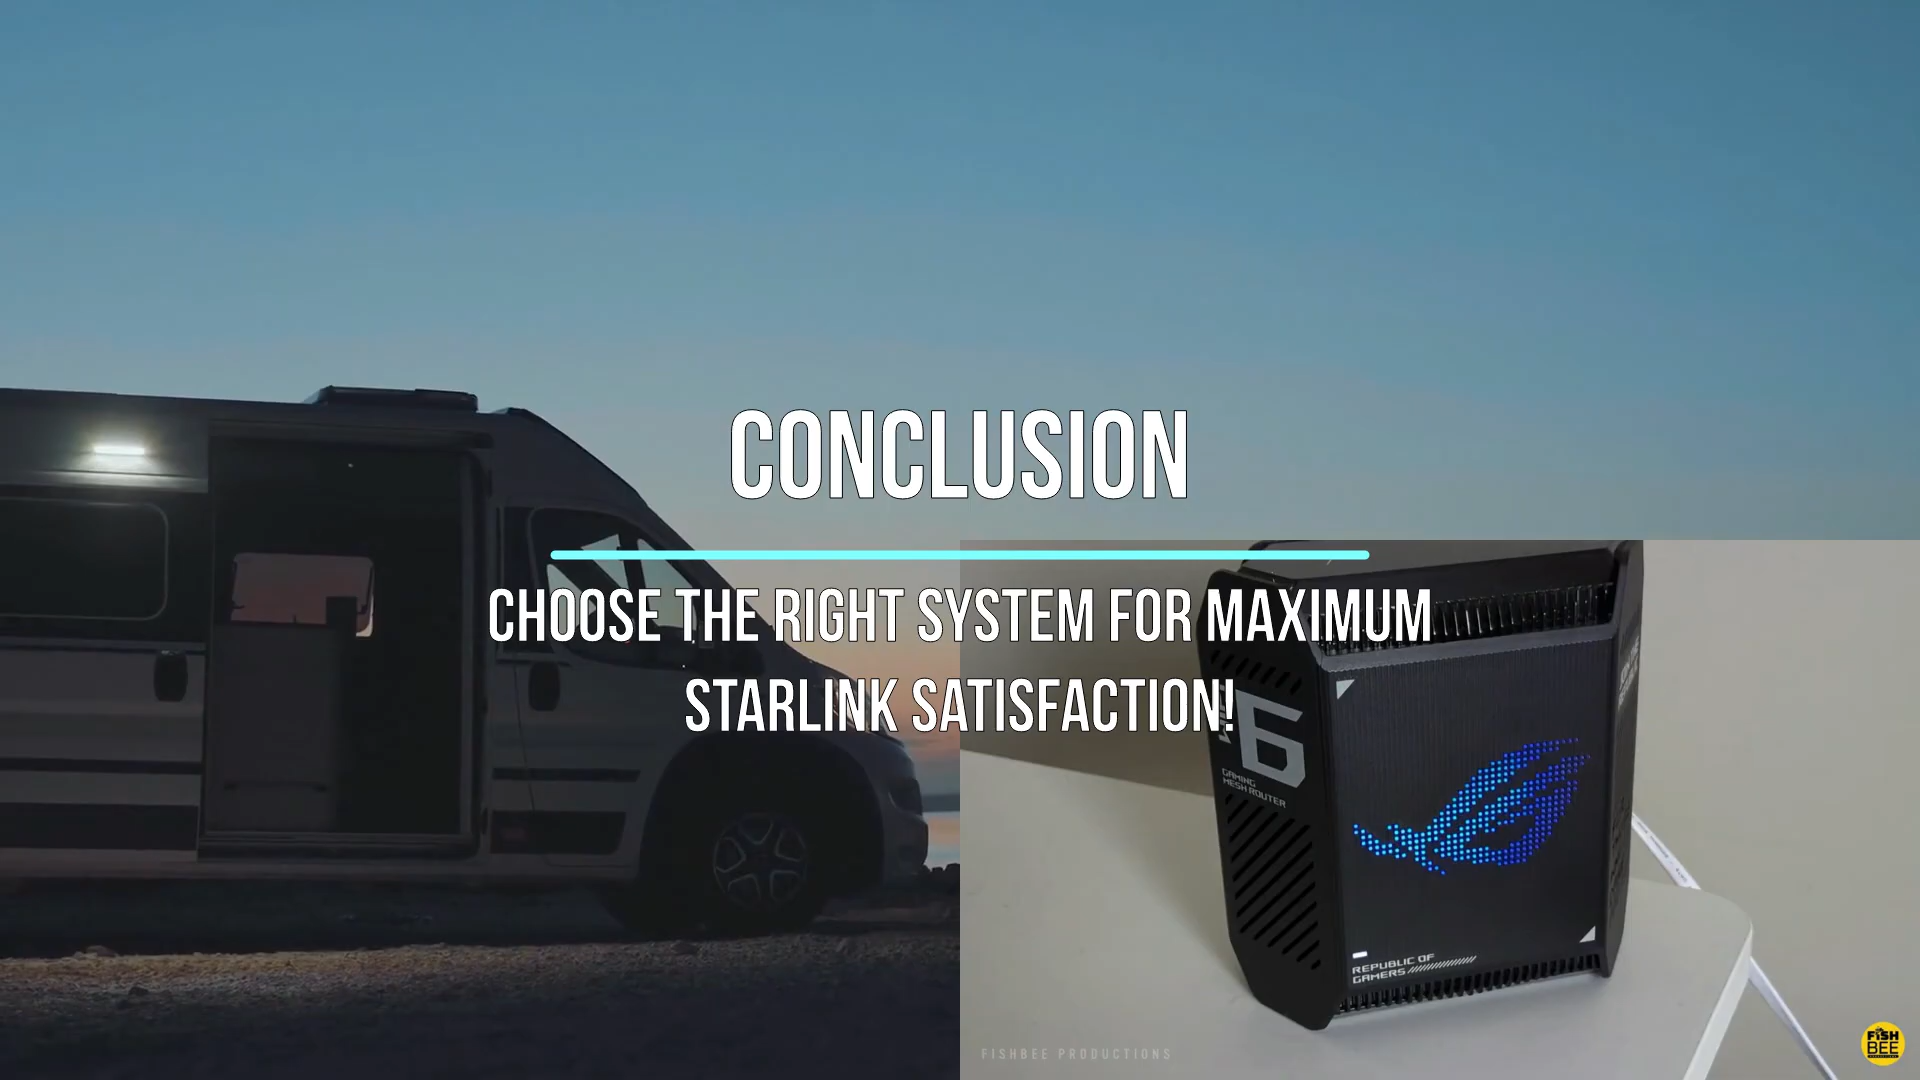 CONCLUSION
CHOOSE THE RIGHT SYSTEM FOR MAXIMUM
STARLINK SATISFACTION!
6
GAMING
MESH ROUTER
REPUBLIC OF
GAMERS
FISHBEE PRODUCTIONS
FISH
BEE